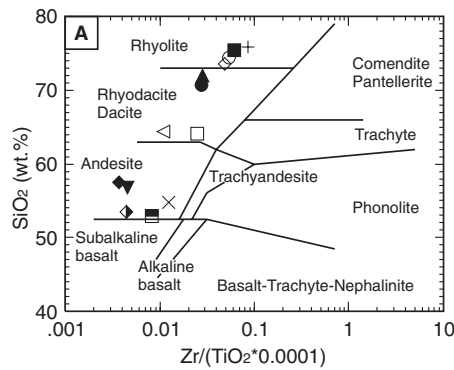 A
Rhyolite
Comendite
Pantellerite
Rhyodacite
Dacite
Trachyte
Andesite
Trachyandesite
Phonolite
Subalkaline
basalt
Alkaline
basalt
Basalt-Trachyte-Nephalinite
SiO₂ (wt.%)
80
70
60
50
40
.001
0.01
0.1
1
10
Zr/(TiO₂*0.0001)